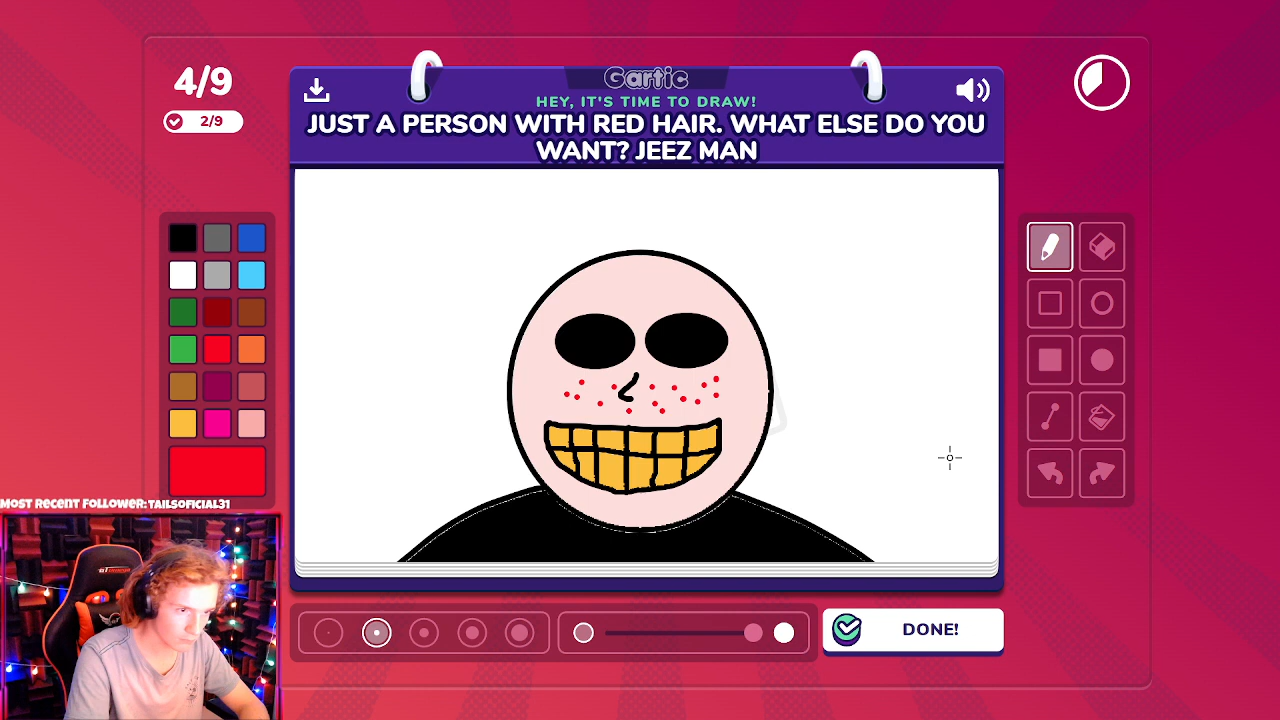 4/9
2/9
Gartic
HEY, IT'S TIME TO DRAW!
JUST A PERSON WITH RED HAIR. WHAT ELSE DO YOU
WANT? JEEZ MAN
MOST RECENT FOLLOWER: TAILSOFICIAL31
DONE!